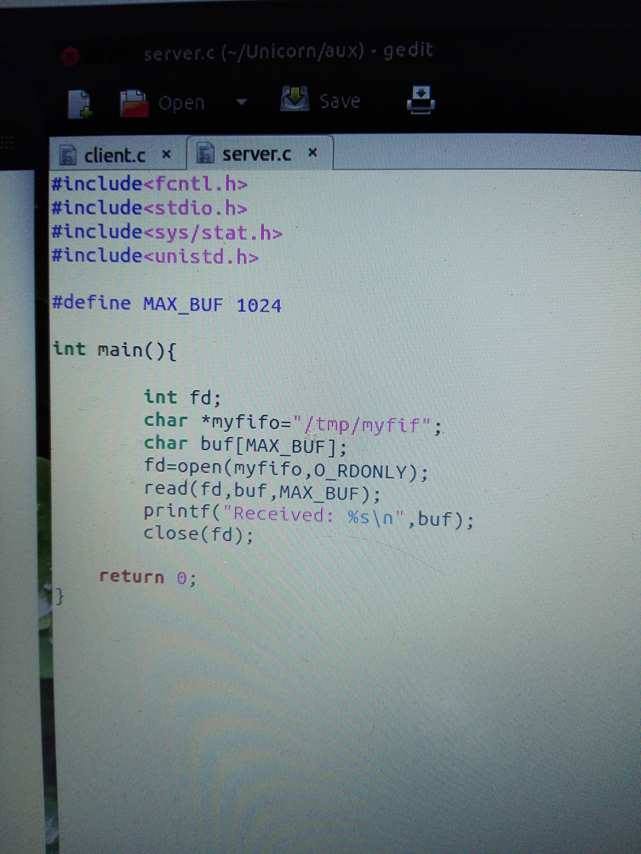 server.c (~/Unicorn/aux) - gedit
Open Save
client.c × server.c ×
#include<fcntl.h>
#include<stdio.h>
#include<sys/stat.h>
#include<unistd.h>
#define MAX_BUF 1024
int main(){
int fd;
char *myfifo="/tmp/myfif";
char buf[MAX_BUF];
fd=open(myfifo,O_RDONLY);
read(fd,buf,MAX_BUF);
printf("Received: %s\n",buf);
close(fd);
return 0;
}